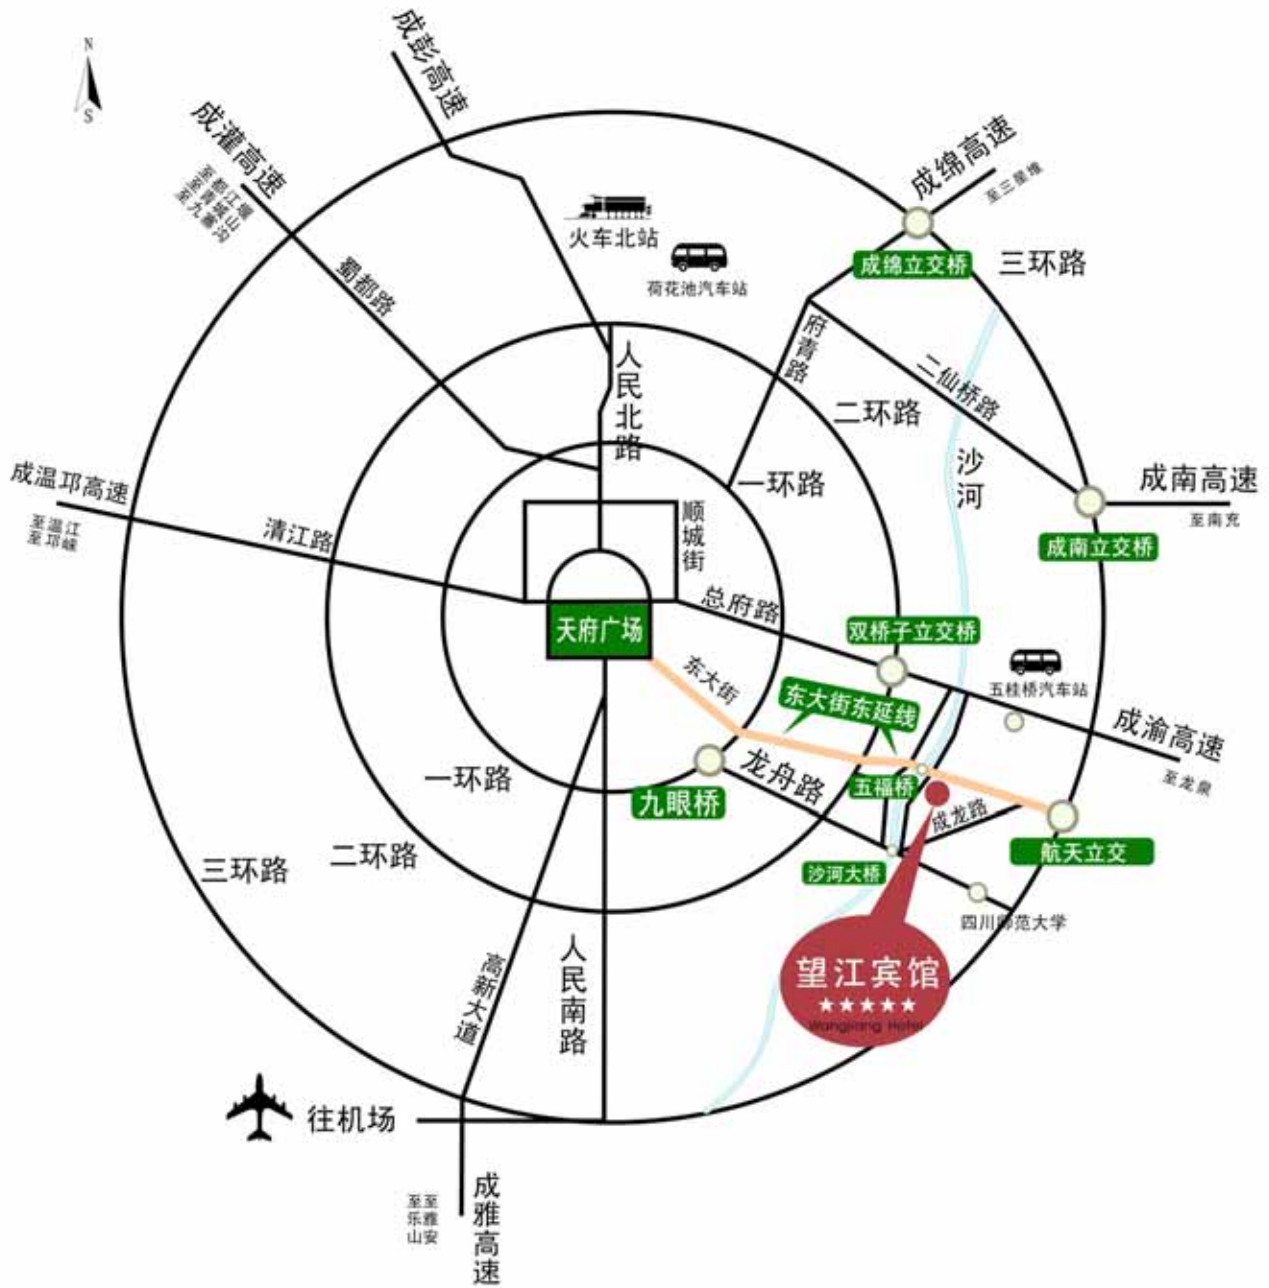 N
S
成彭高速
成灌高速
至都江堰
至青城山
至九寨沟
成绵高速
至三星堆
火车北站
荷花池汽车站
成绵立交桥
三环路
蜀都路
府青路
人民北路
二仙桥路
二环路
沙河
一环路
成温邛高速
至温江
至邛崃
清江路
顺城街
成南高速
至南充
成南立交桥
总府路
天府广场
双桥子立交桥
东大街
五桂桥汽车站
东大街东延线
成渝高速
至龙泉
一环路
龙舟路
五福桥
九眼桥
成龙路
航天立交
二环路
三环路
沙河大桥
四川师范大学
高新大道
人民南路
望江宾馆
★★★★★
Wangjiang Hotel
往机场
至雅安
至乐山
成雅高速